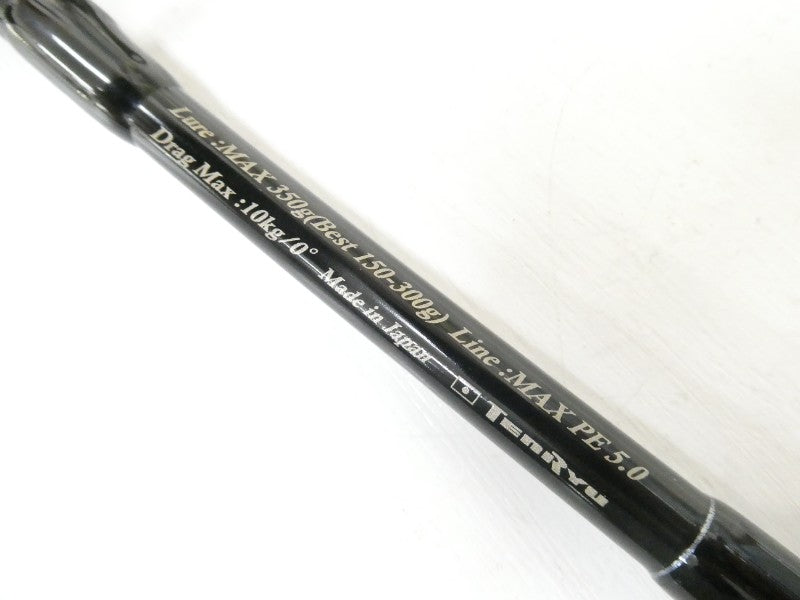 Lure :MAX 350g(Best 150-300g) Line :MAX PE 5.0
Drag Max :10kg/0° Made in Japan TENRYU